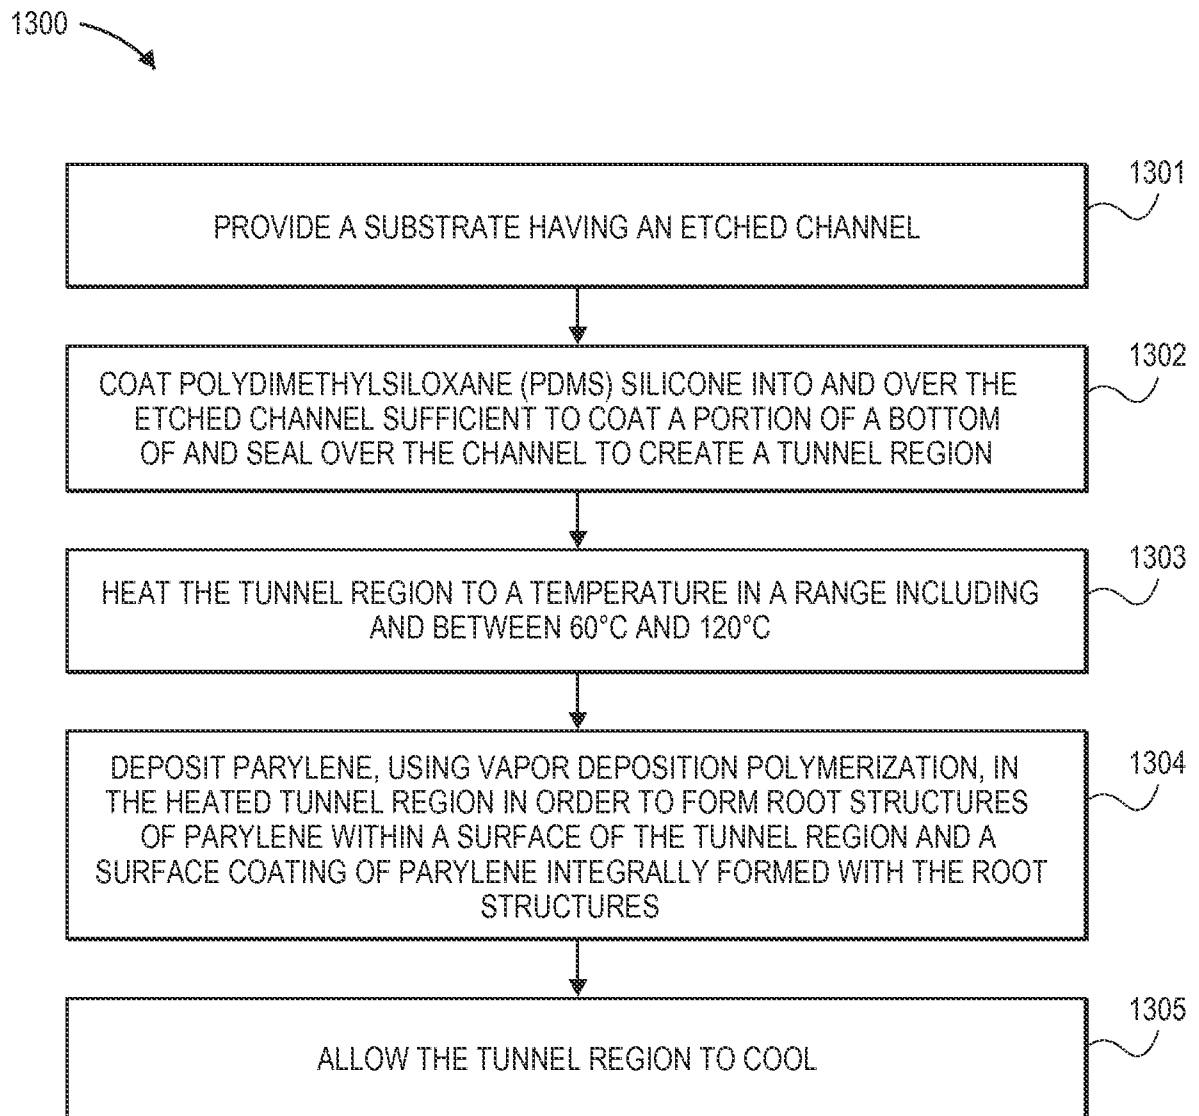 1300
1301
PROVIDE A SUBSTRATE HAVING AN ETCHED CHANNEL
1302
COAT POLYDIMETHYLSILOXANE (PDMS) SILICONE INTO AND OVER THE
ETCHED CHANNEL SUFFICIENT TO COAT A PORTION OF A BOTTOM
OF AND SEAL OVER THE CHANNEL TO CREATE A TUNNEL REGION
1303
HEAT THE TUNNEL REGION TO A TEMPERATURE IN A RANGE INCLUDING
AND BETWEEN 60°C AND 120°C
1304
DEPOSIT PARYLENE, USING VAPOR DEPOSITION POLYMERIZATION, IN
THE HEATED TUNNEL REGION IN ORDER TO FORM ROOT STRUCTURES
OF PARYLENE WITHIN A SURFACE OF THE TUNNEL REGION AND A
SURFACE COATING OF PARYLENE INTEGRALLY FORMED WITH THE ROOT
STRUCTURES
1305
ALLOW THE TUNNEL REGION TO COOL